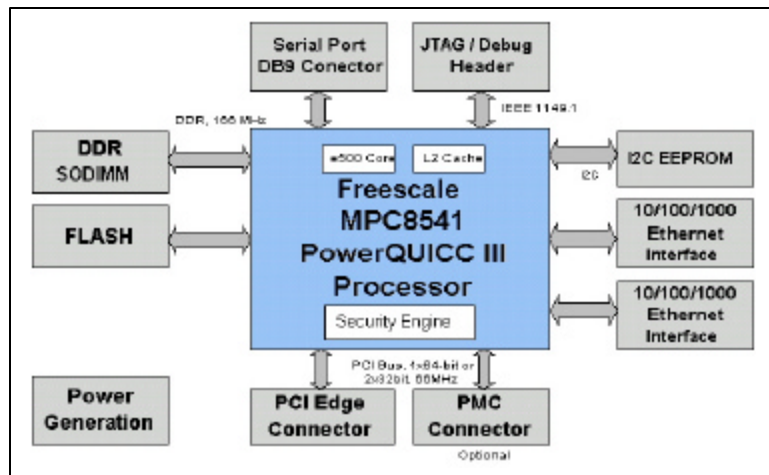 Serial Port
DB9 Conector
JTAG / Debug
Header
DDR, 166 MHz
IEEE 1149.1
DDR
SODIMM
e500 Core
L2 Cache
I2C EEPROM
I2C
Freescale
MPC8541
PowerQUICC III
Processor
FLASH
10/100/1000
Ethernet
Interface
Security Engine
10/100/1000
Ethernet
Interface
PCI Bus, 1x64-bit or
2x32bit, 66MHz
Power
Generation
PCI Edge
Connector
PMC
Connector
Optional